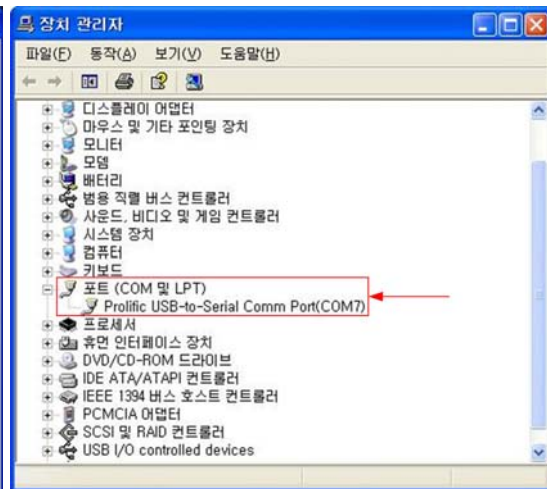 장치 관리자
파일(F) 동작(A) 보기(V) 도움말(H)
디스플레이 어댑터
마우스 및 기타 포인팅 장치
모니터
모뎀
배터리
범용 직렬 버스 컨트롤러
사운드, 비디오 및 게임 컨트롤러
시스템 장치
컴퓨터
키보드
포트 (COM 및 LPT)
Prolific USB-to-Serial Comm Port(COM7)
프로세서
휴먼 인터페이스 장치
DVD/CD-ROM 드라이브
IDE ATA/ATAPI 컨트롤러
IEEE 1394 버스 호스트 컨트롤러
PCMCIA 어댑터
SCSI 및 RAID 컨트롤러
USB I/O controlled devices